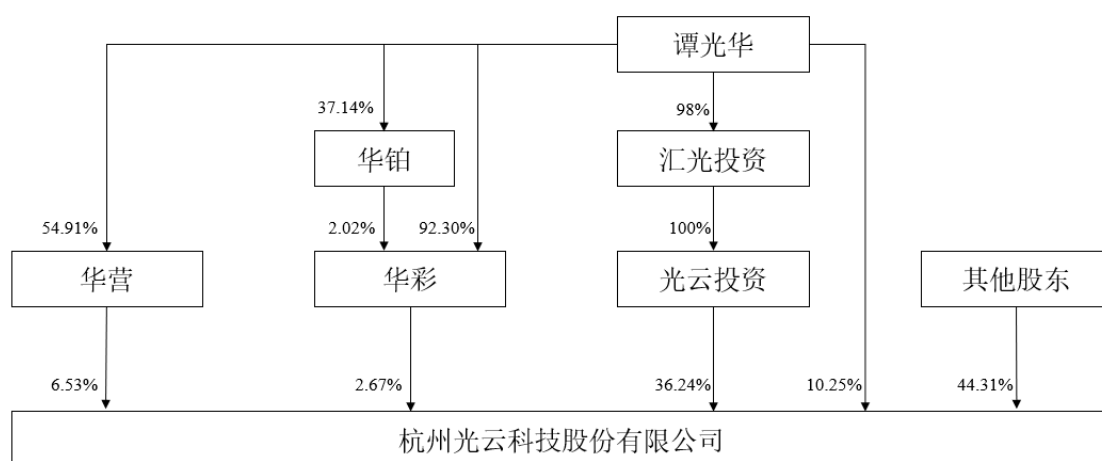 谭光华
37.14%
98%
华铂
汇光投资
54.91%
2.02%
92.30%
100%
华营
华彩
光云投资
其他股东
6.53%
2.67%
36.24%
10.25%
44.31%
杭州光云科技股份有限公司